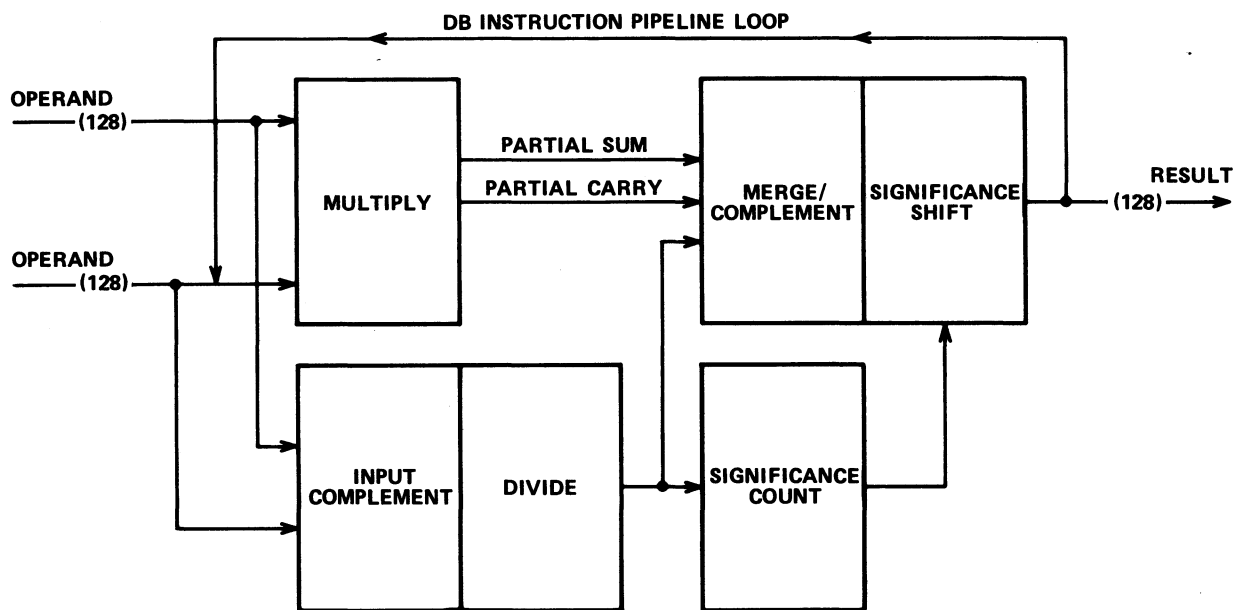 DB INSTRUCTION PIPELINE LOOP
OPERAND
(128)
PARTIAL SUM
PARTIAL CARRY
MULTIPLY
MERGE/
COMPLEMENT
SIGNIFICANCE
SHIFT
RESULT
(128)
OPERAND
(128)
INPUT
COMPLEMENT
DIVIDE
SIGNIFICANCE
COUNT